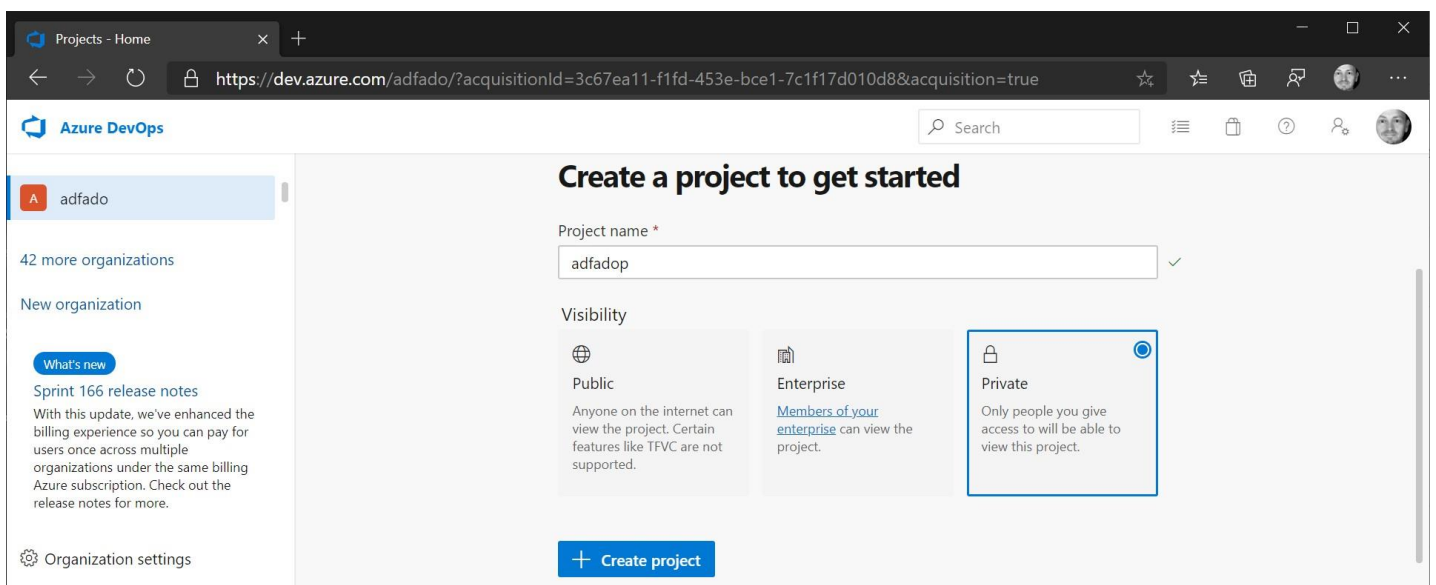 Projects - Home
https://dev.azure.com/adfado/?acquisitionId=3c67ea11-f1fd-453e-bce1-7c1f17d010d8&acquisition=true
Azure DevOps
Search
A adfado
42 more organizations
New organization
What's new
Sprint 166 release notes
With this update, we've enhanced the
billing experience so you can pay for
users once across multiple
organizations under the same billing
Azure subscription. Check out the
release notes for more.
Organization settings
Create a project to get started
Project name *
adfadop
Visibility
Public
Anyone on the internet can
view the project. Certain
features like TFVC are not
supported.
Enterprise
Members of your
enterprise can view the
project.
Private
Only people you give
access to will be able to
view this project.
+ Create project